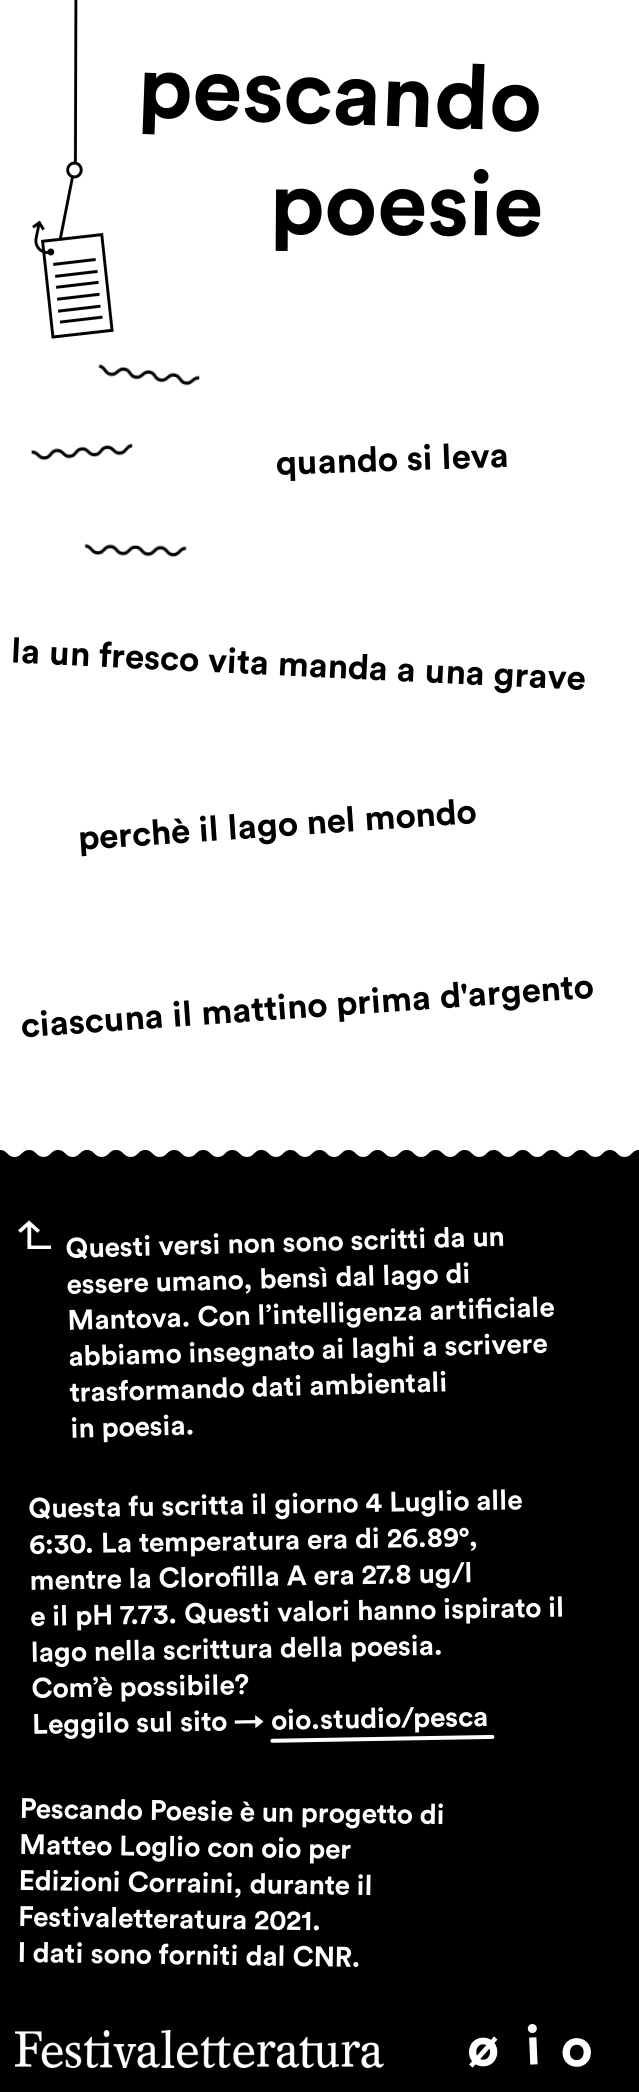 pescando
poesie
quando si leva
la un fresco vita manda a una grave
perchè il lago nel mondo
ciascuna il mattino prima d'argento
Questi versi non sono scritti da un
essere umano, bensì dal lago di
Mantova. Con l’intelligenza artificiale
abbiamo insegnato ai laghi a scrivere
trasformando dati ambientali
in poesia.
Questa fu scritta il giorno 4 Luglio alle
6:30. La temperatura era di 26.89°,
mentre la Clorofilla A era 27.8 ug/l
e il pH 7.73. Questi valori hanno ispirato il
lago nella scrittura della poesia.
Com’è possibile?
Leggilo sul sito → oio.studio/pesca
Pescando Poesie è un progetto di
Matteo Loglio con oio per
Edizioni Corraini, durante il
Festivaletteratura 2021.
I dati sono forniti dal CNR.
Festivaletteratura ø i o